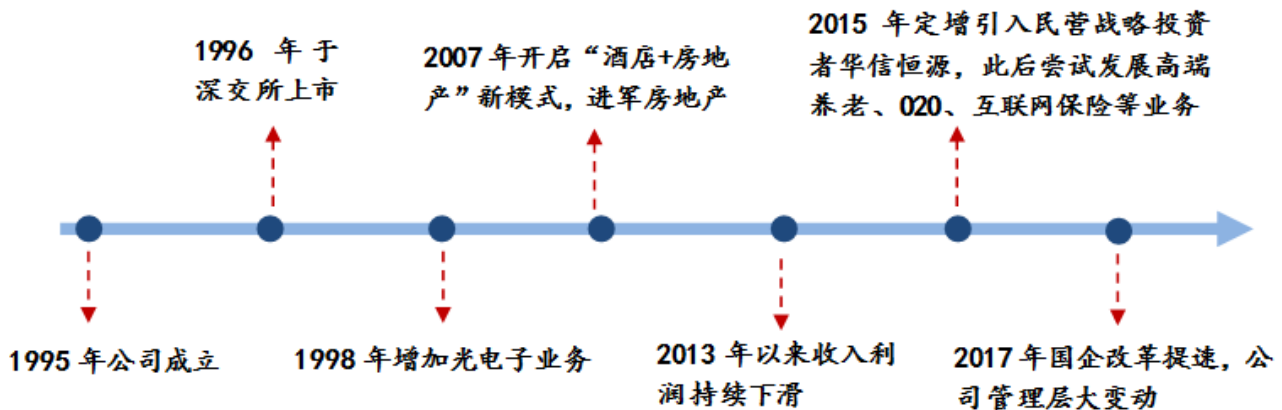 1996 年于
深交所上市
2007 年开启“酒店+房地
产”新模式，进军房地产
2015 年定增引入民营战略投资
者华信恒源，此后尝试发展高端
养老、O2O、互联网保险等业务
1995 年公司成立
1998 年增加光电子业务
2013 年以来收入利
润持续下滑
2017 年国企改革提速，公
司管理层大变动